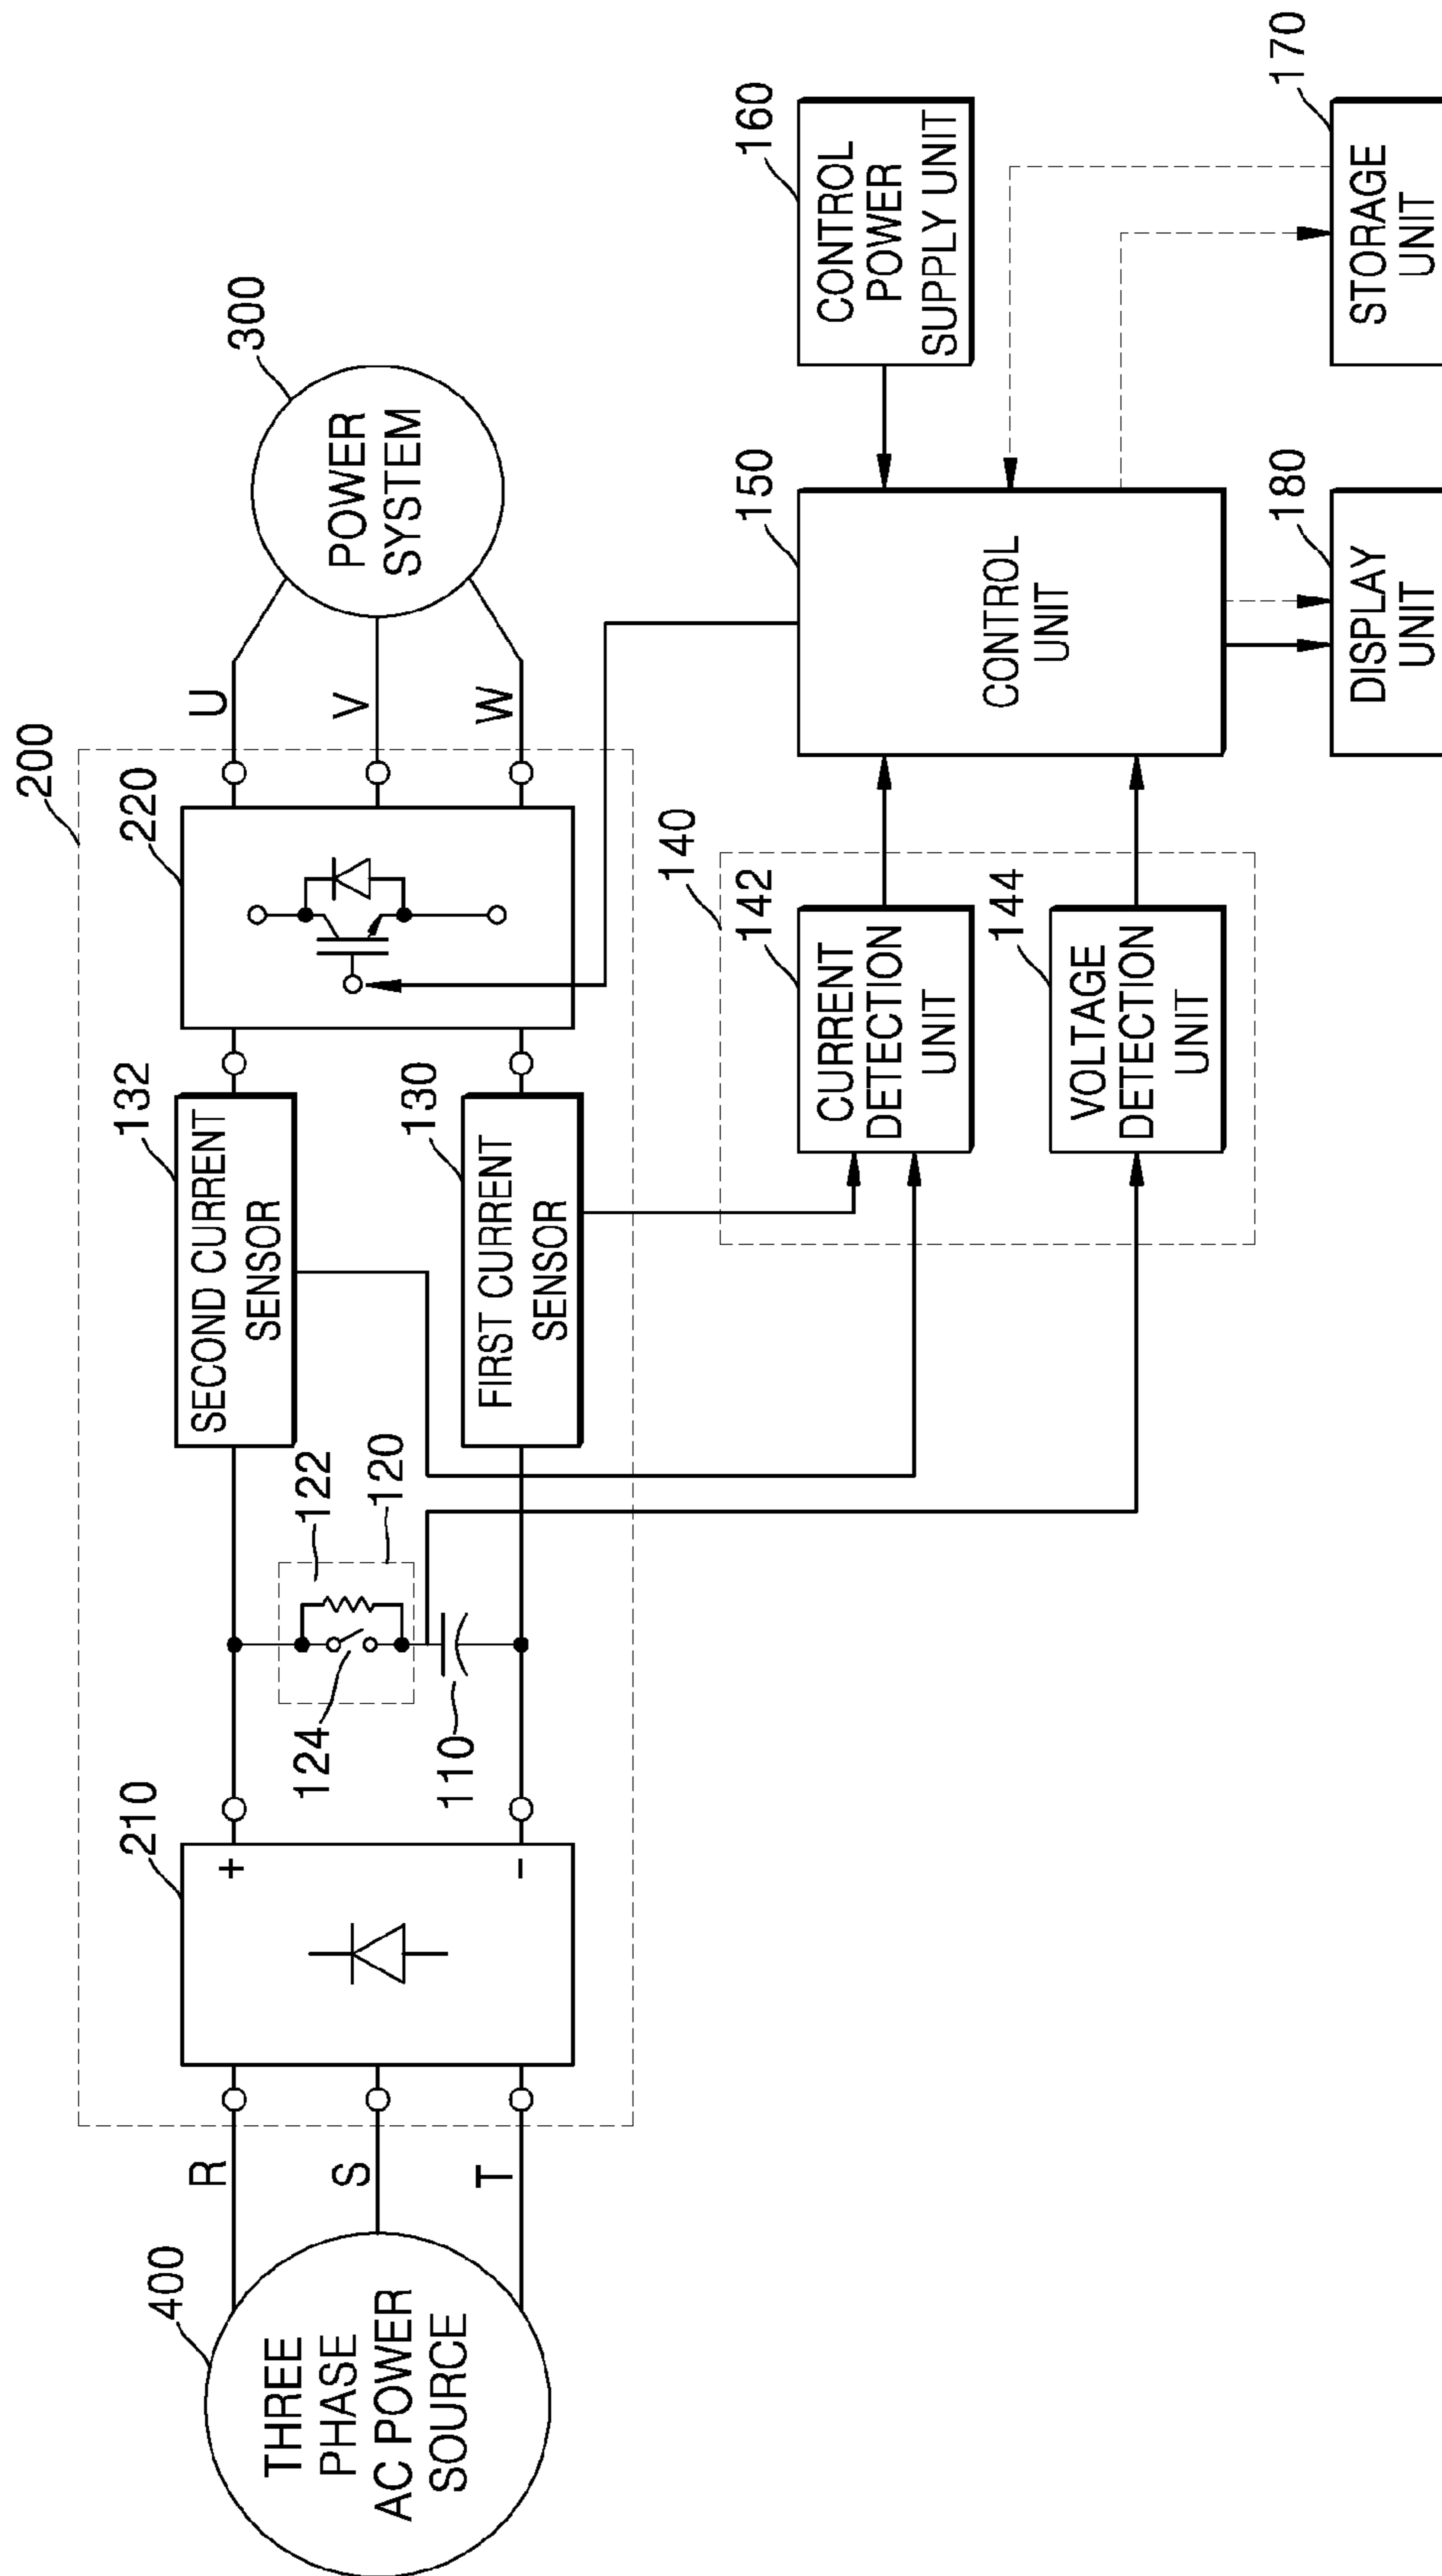 200
400
THREE
PHASE
AC POWER
SOURCE
R
S
T
210
+
-
124
110
122
120
132
SECOND CURRENT
SENSOR
130
FIRST CURRENT
SENSOR
220
U
V
W
300
POWER
SYSTEM
140
142
CURRENT
DETECTION
UNIT
144
VOLTAGE
DETECTION
UNIT
150
CONTROL
UNIT
160
CONTROL
POWER
SUPPLY UNIT
180
DISPLAY
UNIT
170
STORAGE
UNIT